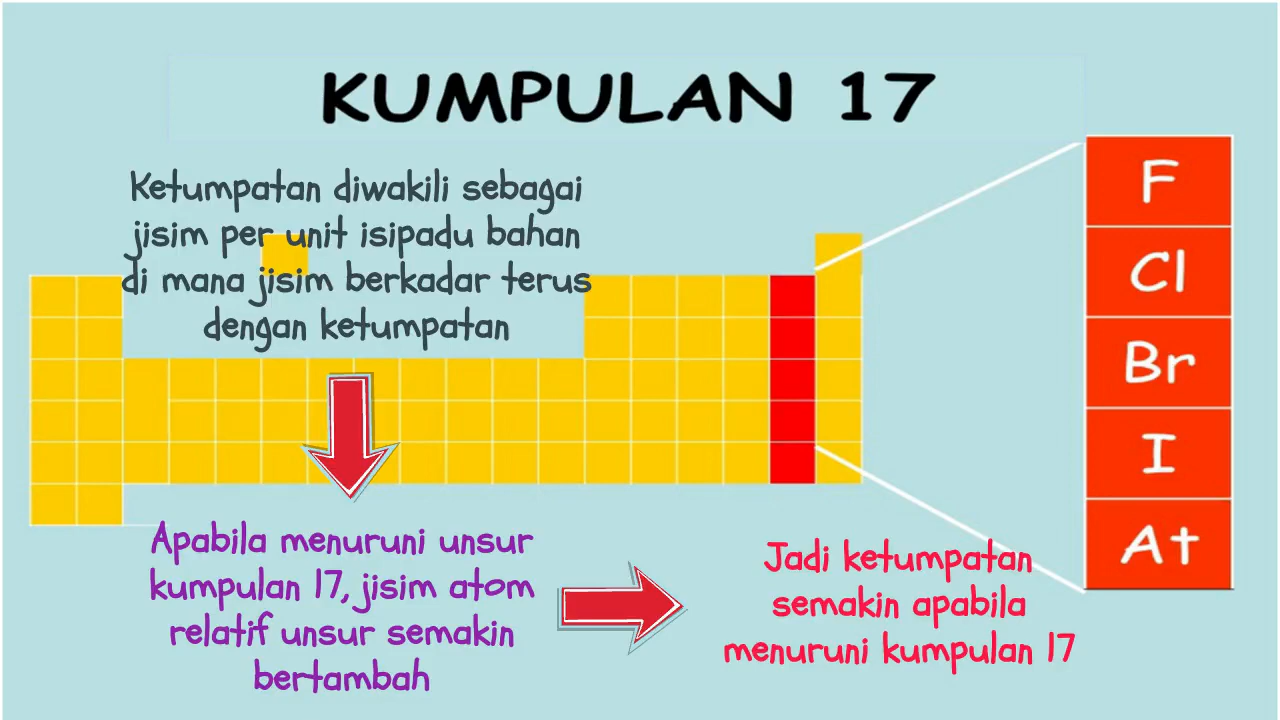 KUMPULAN 17
Ketumpatan diwakili sebagai
jisim per unit isipadu bahan
di mana jisim berkadar terus
dengan ketumpatan
Apabila menuruni unsur
kumpulan 17, jisim atom
relatif unsur semakin
bertambah
Jadi ketumpatan
semakin apabila
menuruni kumpulan 17
F
Cl
Br
I
At